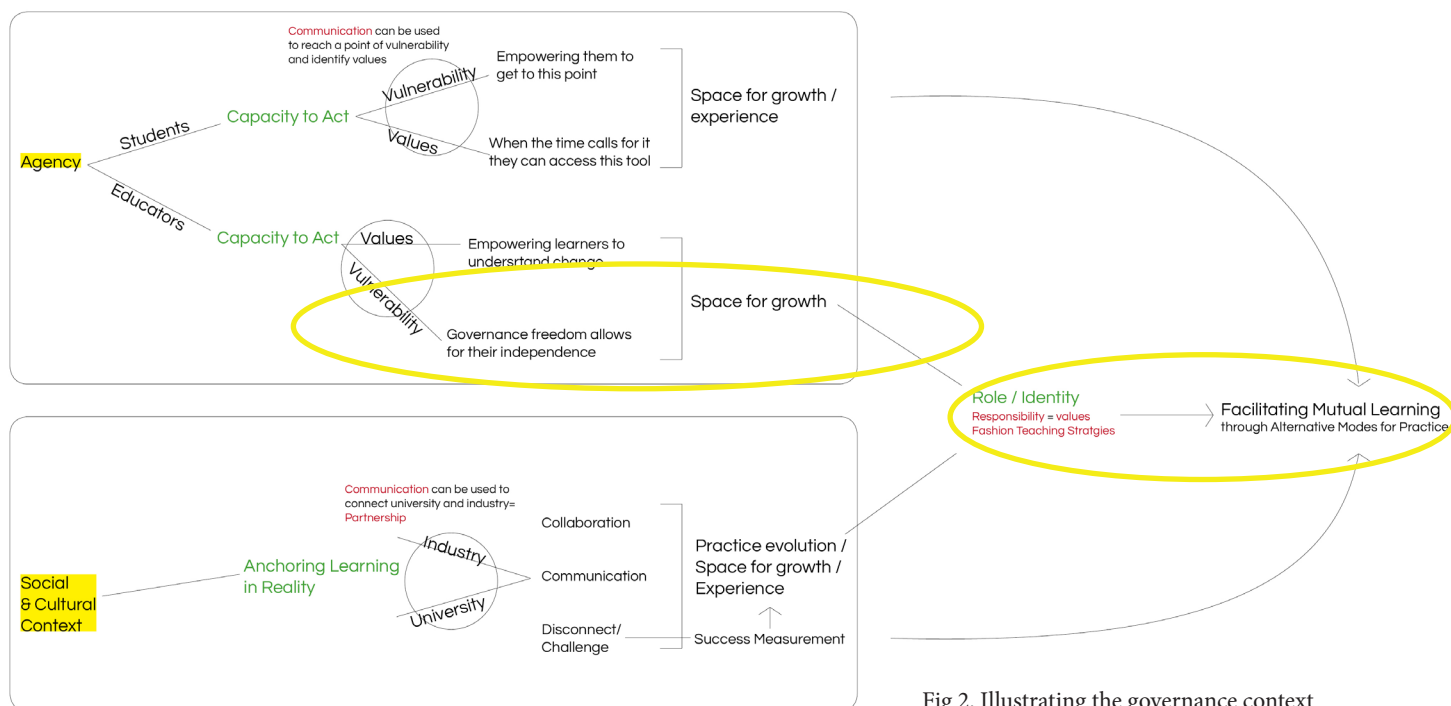 Communication can be used
to reach a point of vulnerability
and identify values
Agency
Students
Capacity to Act
Vulnerability
Values
Empowering them to
get to this point
When the time calls for it
they can access this tool
Space for growth /
experience
Educators
Capacity to Act
Values
Vulnerability
Empowering learners to
undersrtand change
Governance freedom allows
for their independence
Space for growth
Role / Identity
Responsibility = values
Fashion Teaching Stratgies
Facilitating Mutual Learning
through Alternative Modes for Practice
Social
& Cultural
Context
Anchoring Learning
in Reality
Communication can be used to
connect university and industry=
Partnership
Industry
University
Collaboration
Communication
Disconnect/
Challenge
Practice evolution /
Space for growth /
Experience
Success Measurement
Fig 2. Illustrating the governance context